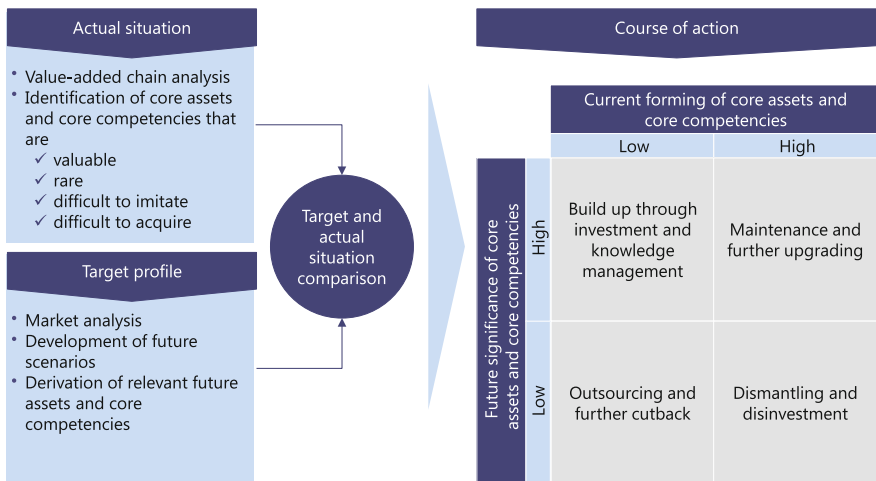 Actual situation
• Value-added chain analysis
• Identification of core assets
and core competencies that
are
✓ valuable
✓ rare
✓ difficult to imitate
✓ difficult to acquire
Target profile
• Market analysis
• Development of future
scenarios
• Derivation of relevant future
assets and core
competencies
Target and
actual
situation
comparison
Course of action
Current forming of core assets and
core competencies
Low
High
Future significance of core
assets and core competencies
High
Build up through
investment and
knowledge
management
Maintenance and
further upgrading
Low
Outsourcing and
further cutback
Dismantling and
disinvestment